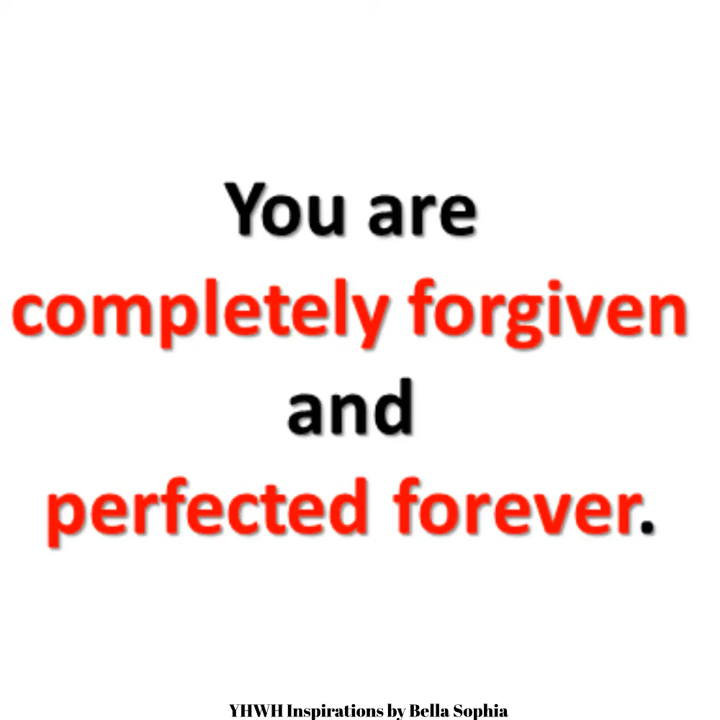 You are
completely forgiven
and
perfected forever.
YHWH Inspirations by Bella Sophia